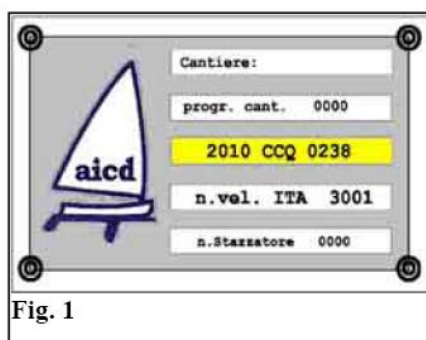 Cantiere:
progr. cant. 0000
2010 CCQ 0238
aicd
n.vel. ITA 3001
n.Stazzatore 0000
Fig. 1